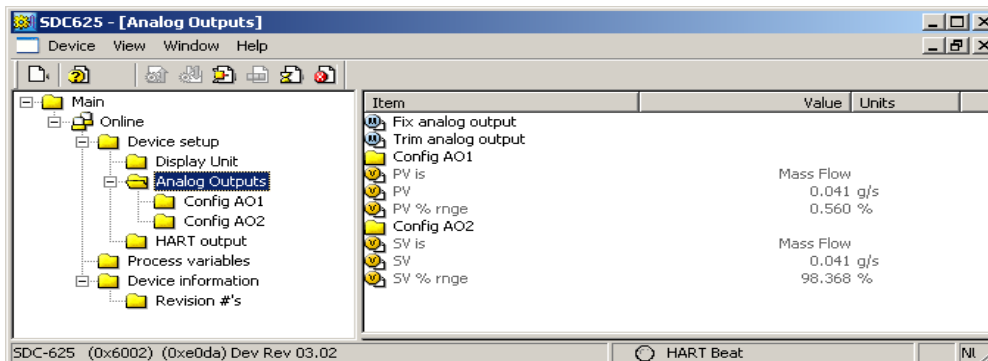 SDC625 - [Analog Outputs]
Device View Window Help
Main
Online
Device setup
Display Unit
Analog Outputs
Config AO1
Config AO2
HART output
Process variables
Device information
Revision #'s
Item Value Units
Fix analog output
Trim analog output
Config AO1
PV is Mass Flow
PV 0.041 g/s
PV % rnge 0.560 %
Config AO2
SV is Mass Flow
SV 0.041 g/s
SV % rnge 98.368 %
SDC-625 (0x6002) (0xe0da) Dev Rev 03.02 HART Beat